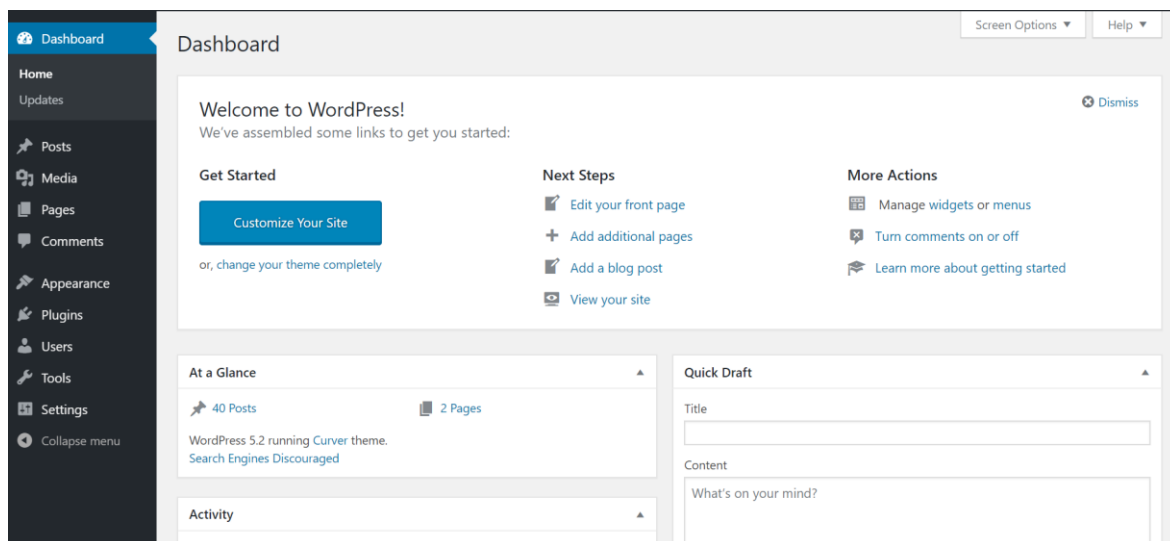 Dashboard
Home
Updates
Posts
Media
Pages
Comments
Appearance
Plugins
Users
Tools
Settings
Collapse menu
Screen Options ▼
Help ▼
Dashboard
Welcome to WordPress!
We've assembled some links to get you started:
Dismiss
Get Started
Customize Your Site
or, change your theme completely
Next Steps
Edit your front page
Add additional pages
Add a blog post
View your site
More Actions
Manage widgets or menus
Turn comments on or off
Learn more about getting started
At a Glance
40 Posts
2 Pages
WordPress 5.2 running Curver theme.
Search Engines Discouraged
Activity
Quick Draft
Title
Content
What's on your mind?